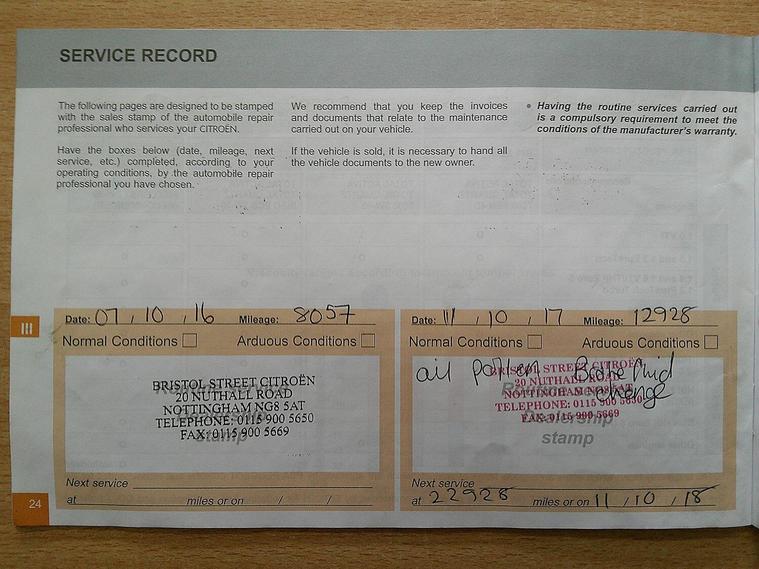 SERVICE RECORD
The following pages are designed to be stamped
with the sales stamp of the automobile repair
professional who services your CITROËN.
Have the boxes below (date, mileage, next
service, etc.) completed, according to your
operating conditions, by the automobile repair
professional you have chosen.
We recommend that you keep the invoices
and documents that relate to the maintenance
carried out on your vehicle.
If the vehicle is sold, it is necessary to hand all
the vehicle documents to the new owner.
• Having the routine services carried out
is a compulsory requirement to meet the
conditions of the manufacturer's warranty.
III
Date: 07, 10, 16 Mileage: 8057
Normal Conditions Arduous Conditions
BRISTOL STREET CITROËN
20 NUTHALL ROAD
NOTTINGHAM NG8 5AT
TELEPHONE: 0115 900 5650
FAX: 0115 900 5669
stamp
Next service
at miles or on / /
Date: 11, 10, 17 Mileage: 12928
Normal Conditions Arduous Conditions
oil pollen Brake fluid
change
BRISTOL STREET CITROËN
20 NUTHALL ROAD
NOTTINGHAM NG8 5AT
TELEPHONE: 0115 900 5650
FAX: 0115 900 5669
Dealership
stamp
Next service
at 22928 miles or on 11 / 10 / 18
24